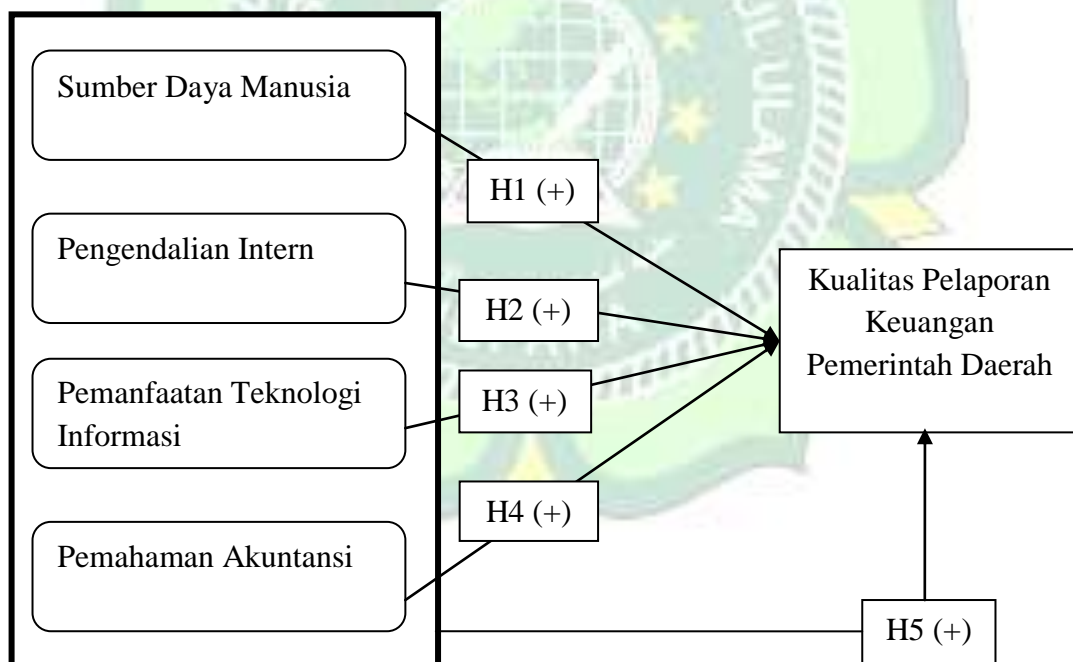 Sumber Daya Manusia
H1 (+)
Pengendalian Intern
H2 (+)
Kualitas Pelaporan
Keuangan
Pemerintah Daerah
Pemanfaatan Teknologi
Informasi
H3 (+)
H4 (+)
Pemahaman Akuntansi
H5 (+)
ULAMA